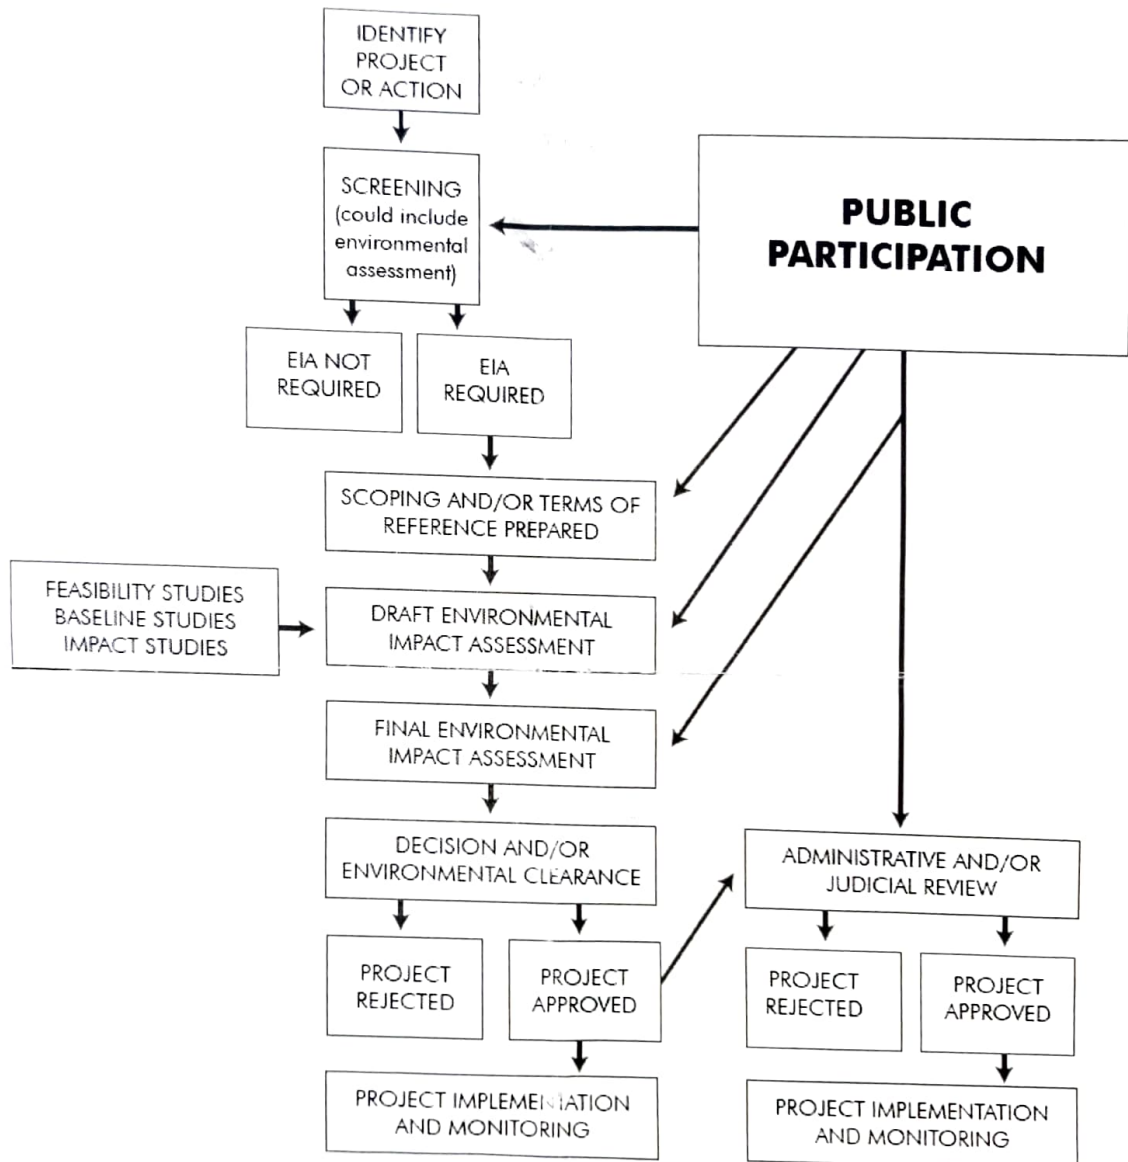 IDENTIFY
PROJECT
OR ACTION
SCREENING
(could include
environmental
assessment)
PUBLIC
PARTICIPATION
EIA NOT
REQUIRED
EIA
REQUIRED
SCOPING AND/OR TERMS OF
REFERENCE PREPARED
FEASIBILITY STUDIES
BASELINE STUDIES
IMPACT STUDIES
DRAFT ENVIRONMENTAL
IMPACT ASSESSMENT
FINAL ENVIRONMENTAL
IMPACT ASSESSMENT
DECISION AND/OR
ENVIRONMENTAL CLEARANCE
ADMINISTRATIVE AND/OR
JUDICIAL REVIEW
PROJECT
REJECTED
PROJECT
APPROVED
PROJECT
REJECTED
PROJECT
APPROVED
PROJECT IMPLEMENTATION
AND MONITORING
PROJECT IMPLEMENTATION
AND MONITORING